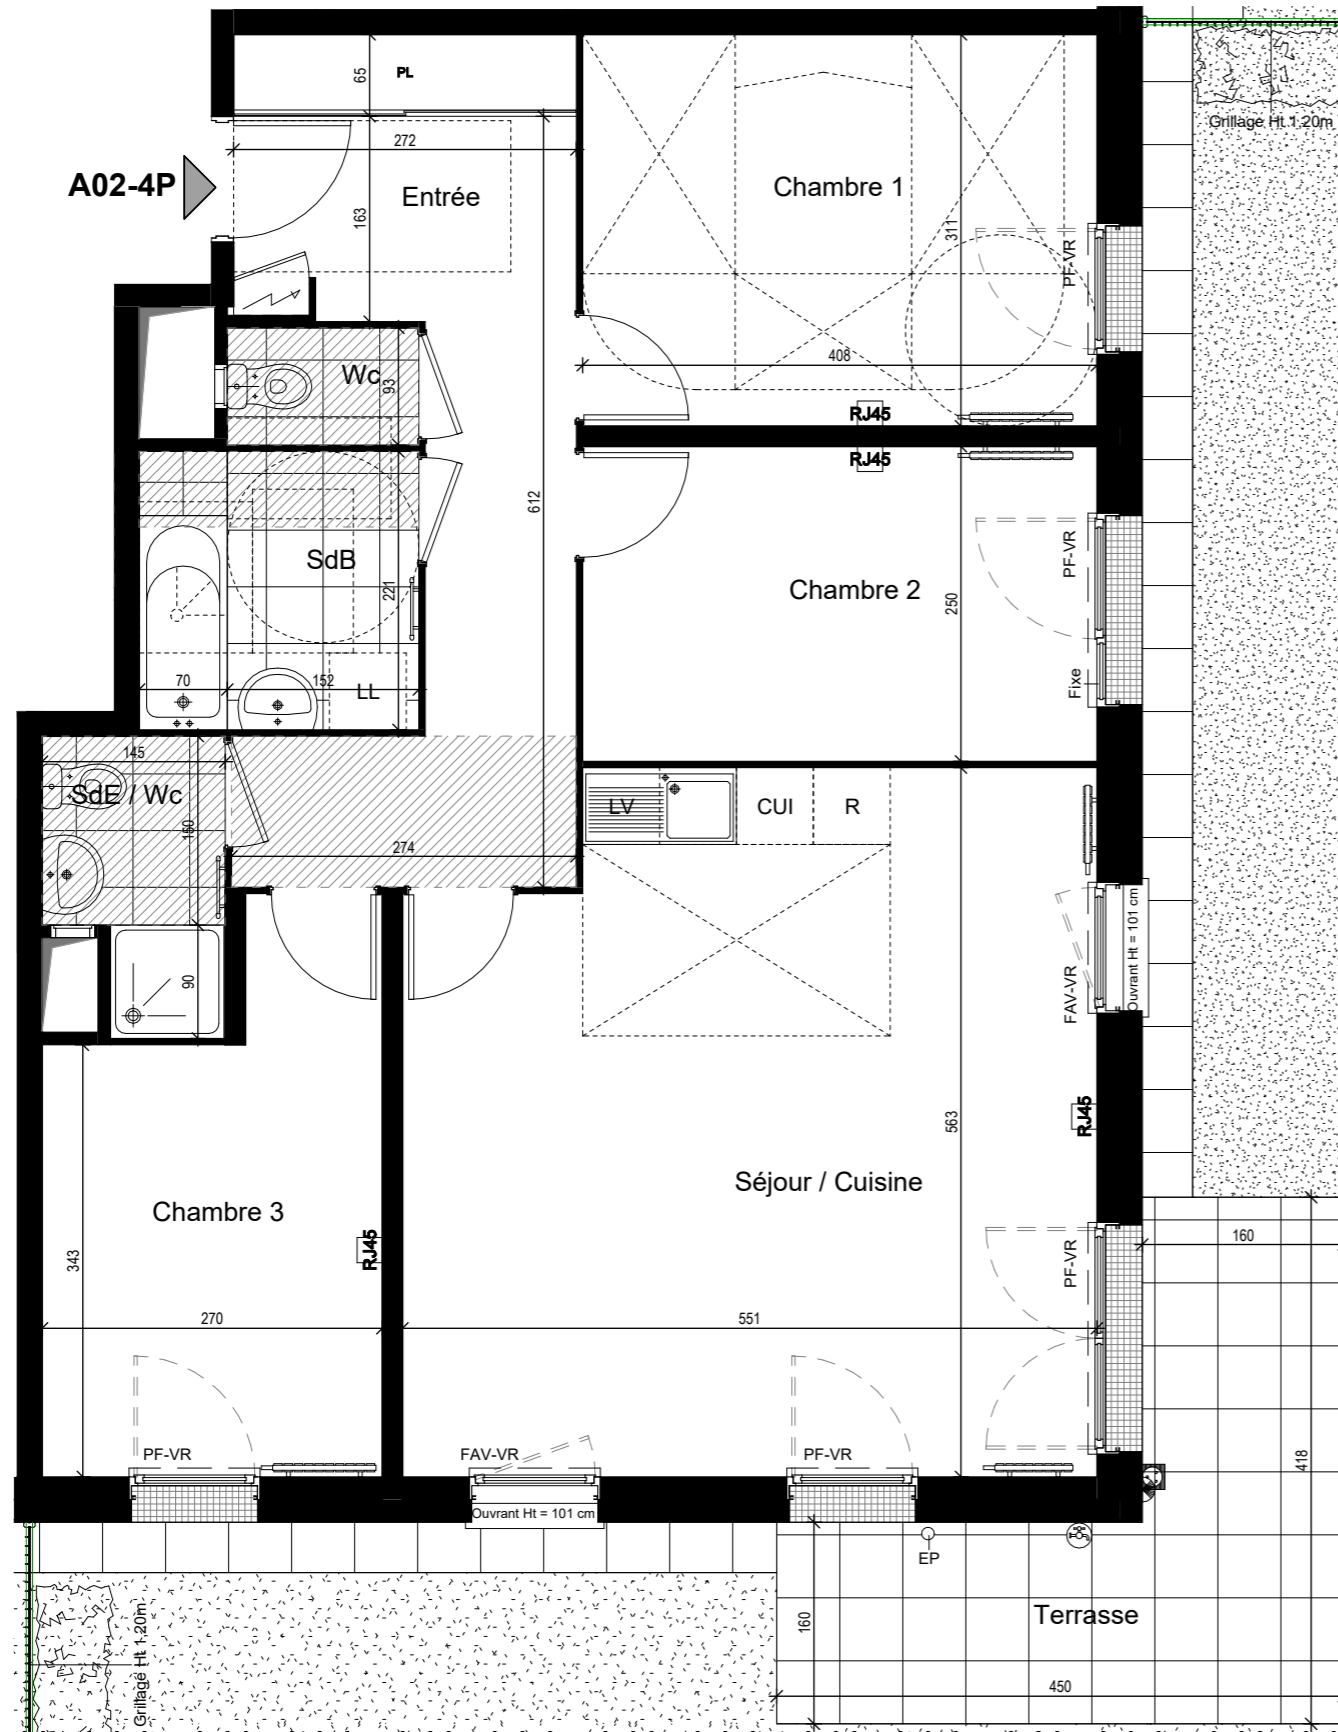 65
PL
Grillage Ht 1.20m
272
A02-4P
Entrée
Chambre 1
163
311
PF-VR
408
Wc
93
RJ45
RJ45
612
SdB
221
Chambre 2
250
PF-VR
Fixe
70
152
LL
145
SdE / Wc
150
LV
CUI
R
274
90
FAV-VR
Ouvrant Ht = 101 cm
563
RJ45
Séjour / Cuisine
Chambre 3
RJ45
343
PF-VR
160
270
551
PF-VR
FAV-VR
PF-VR
418
Ouvrant Ht = 101 cm
EP
Terrasse
160
Grillage Ht 1.20m
450